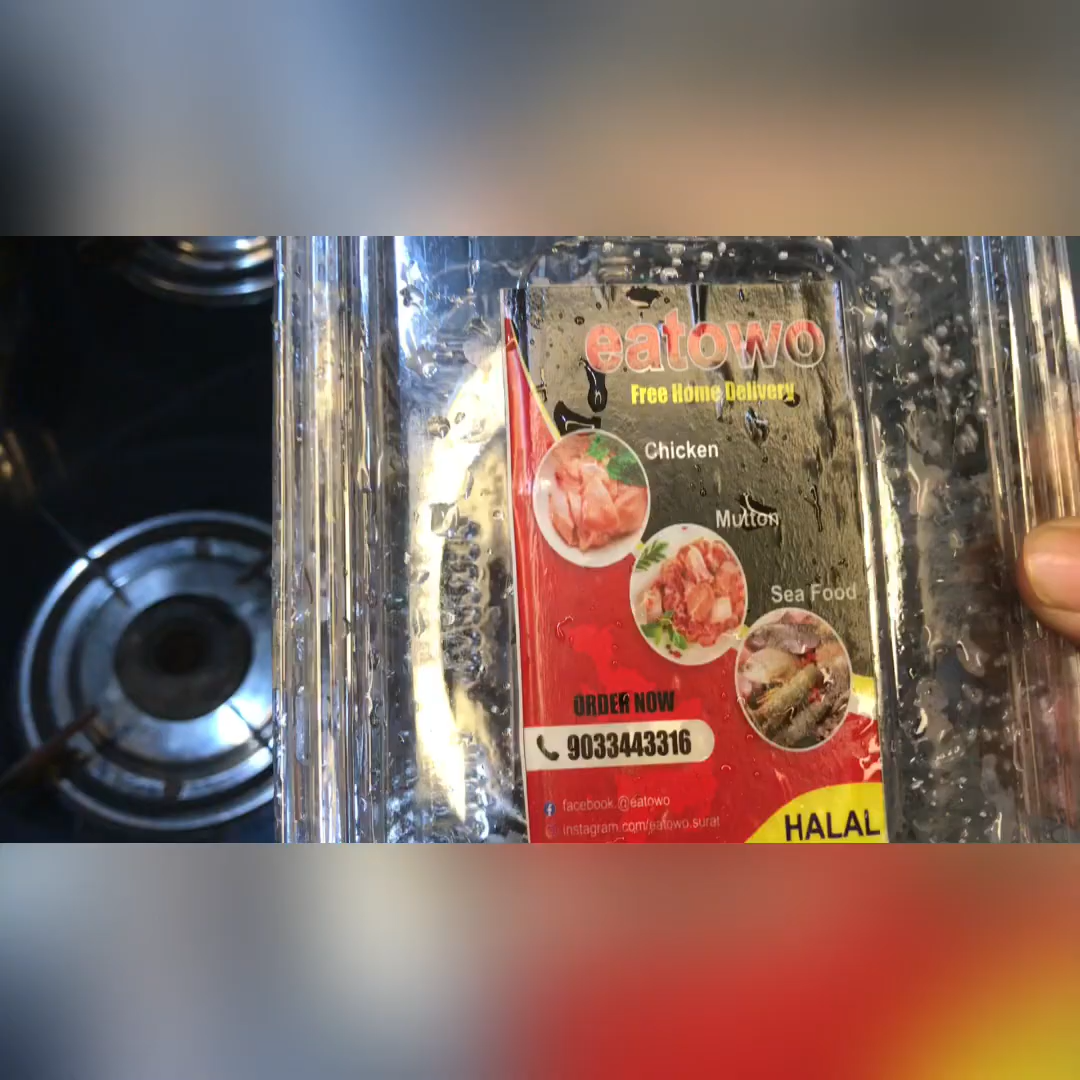 eatowo
Free Home Delivery
Chicken
Mutton
Sea Food
ORDER NOW
9033443316
facebook.@eatowo
instagram.com/eatowo.surat
HALAL